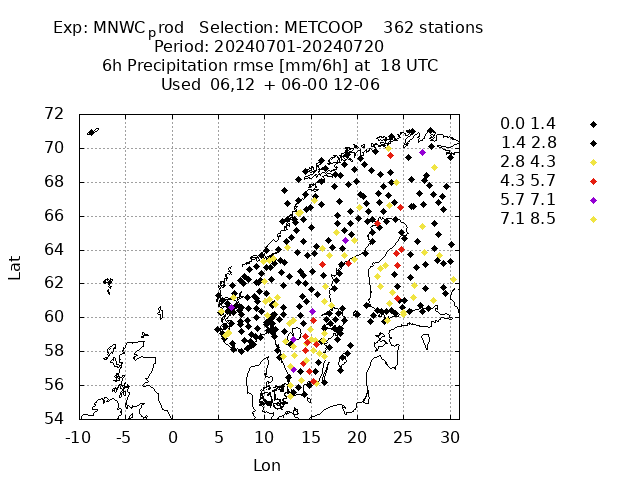 Exp: MNWCprod   Selection: METCOOP    362 stations
Period: 20240701-20240720
6h Precipitation rmse [mm/6h] at  18 UTC
Used  06,12  + 06-00 12-06
72
70
68
66
64
62
60
58
56
54
-10 -5 0 5 10 15 20 25 30
Lat
Lon
0.0 1.4
1.4 2.8
2.8 4.3
4.3 5.7
5.7 7.1
7.1 8.5